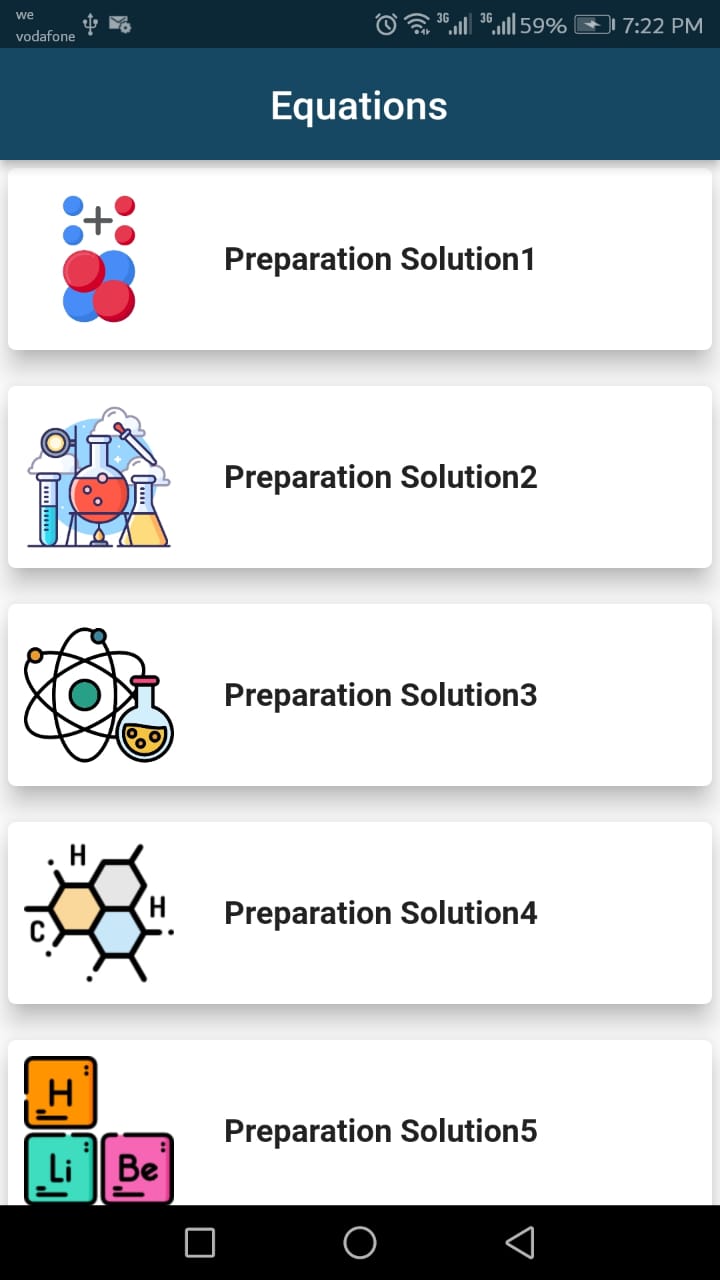 we
vodafone
3G 3G 59% 7:22 PM
Equations
Preparation Solution1
Preparation Solution2
Preparation Solution3
H
H
C
Preparation Solution4
H
Li Be
Preparation Solution5